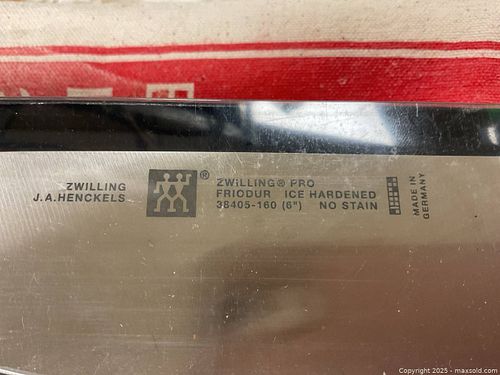 ZWILLING
J.A.HENCKELS
®
ZWILLING® PRO
FRIODUR ICE HARDENED
38405-160 (6") NO STAIN
MADE IN
GERMANY
Copyright 2025 - maxsold.com